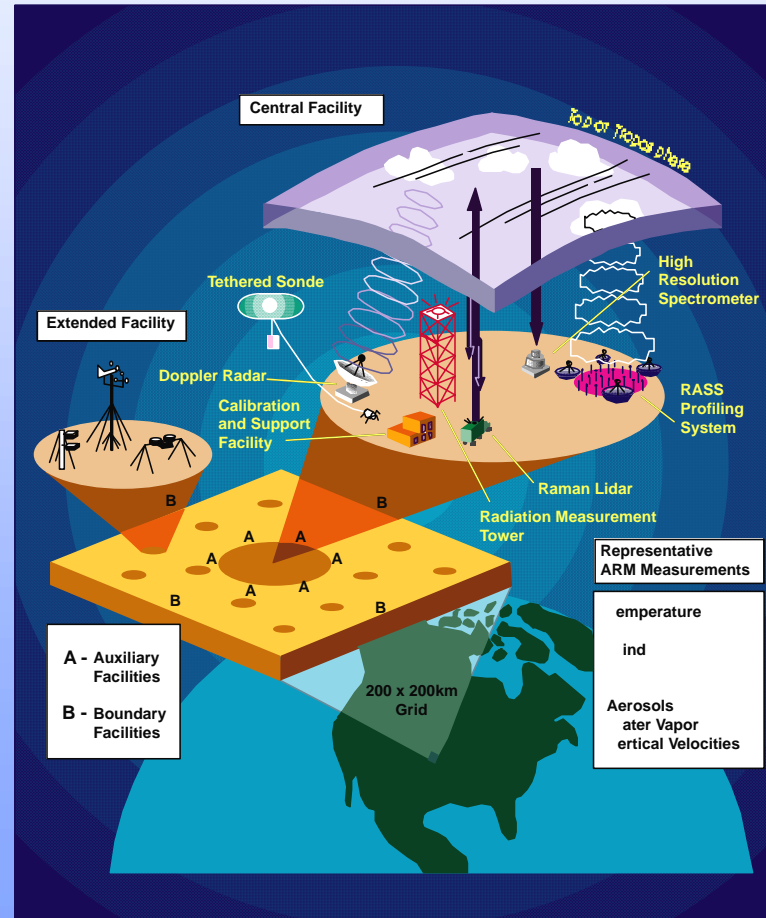 Central Facility
Top of Troposphase
High
Resolution
Spectrometer
Tethered Sonde
Extended Facility
Doppler Radar
RASS
Profiling
System
Calibration
and Support
Facility
Raman Lidar
Radiation Measurement
Tower
B
B
A
A
A
A
A
A
B
B
Representative
ARM Measurements
emperature
ind
Aerosols
ater Vapor
ertical Velocities
A - Auxiliary
Facilities
B - Boundary
Facilities
200 x 200km
Grid